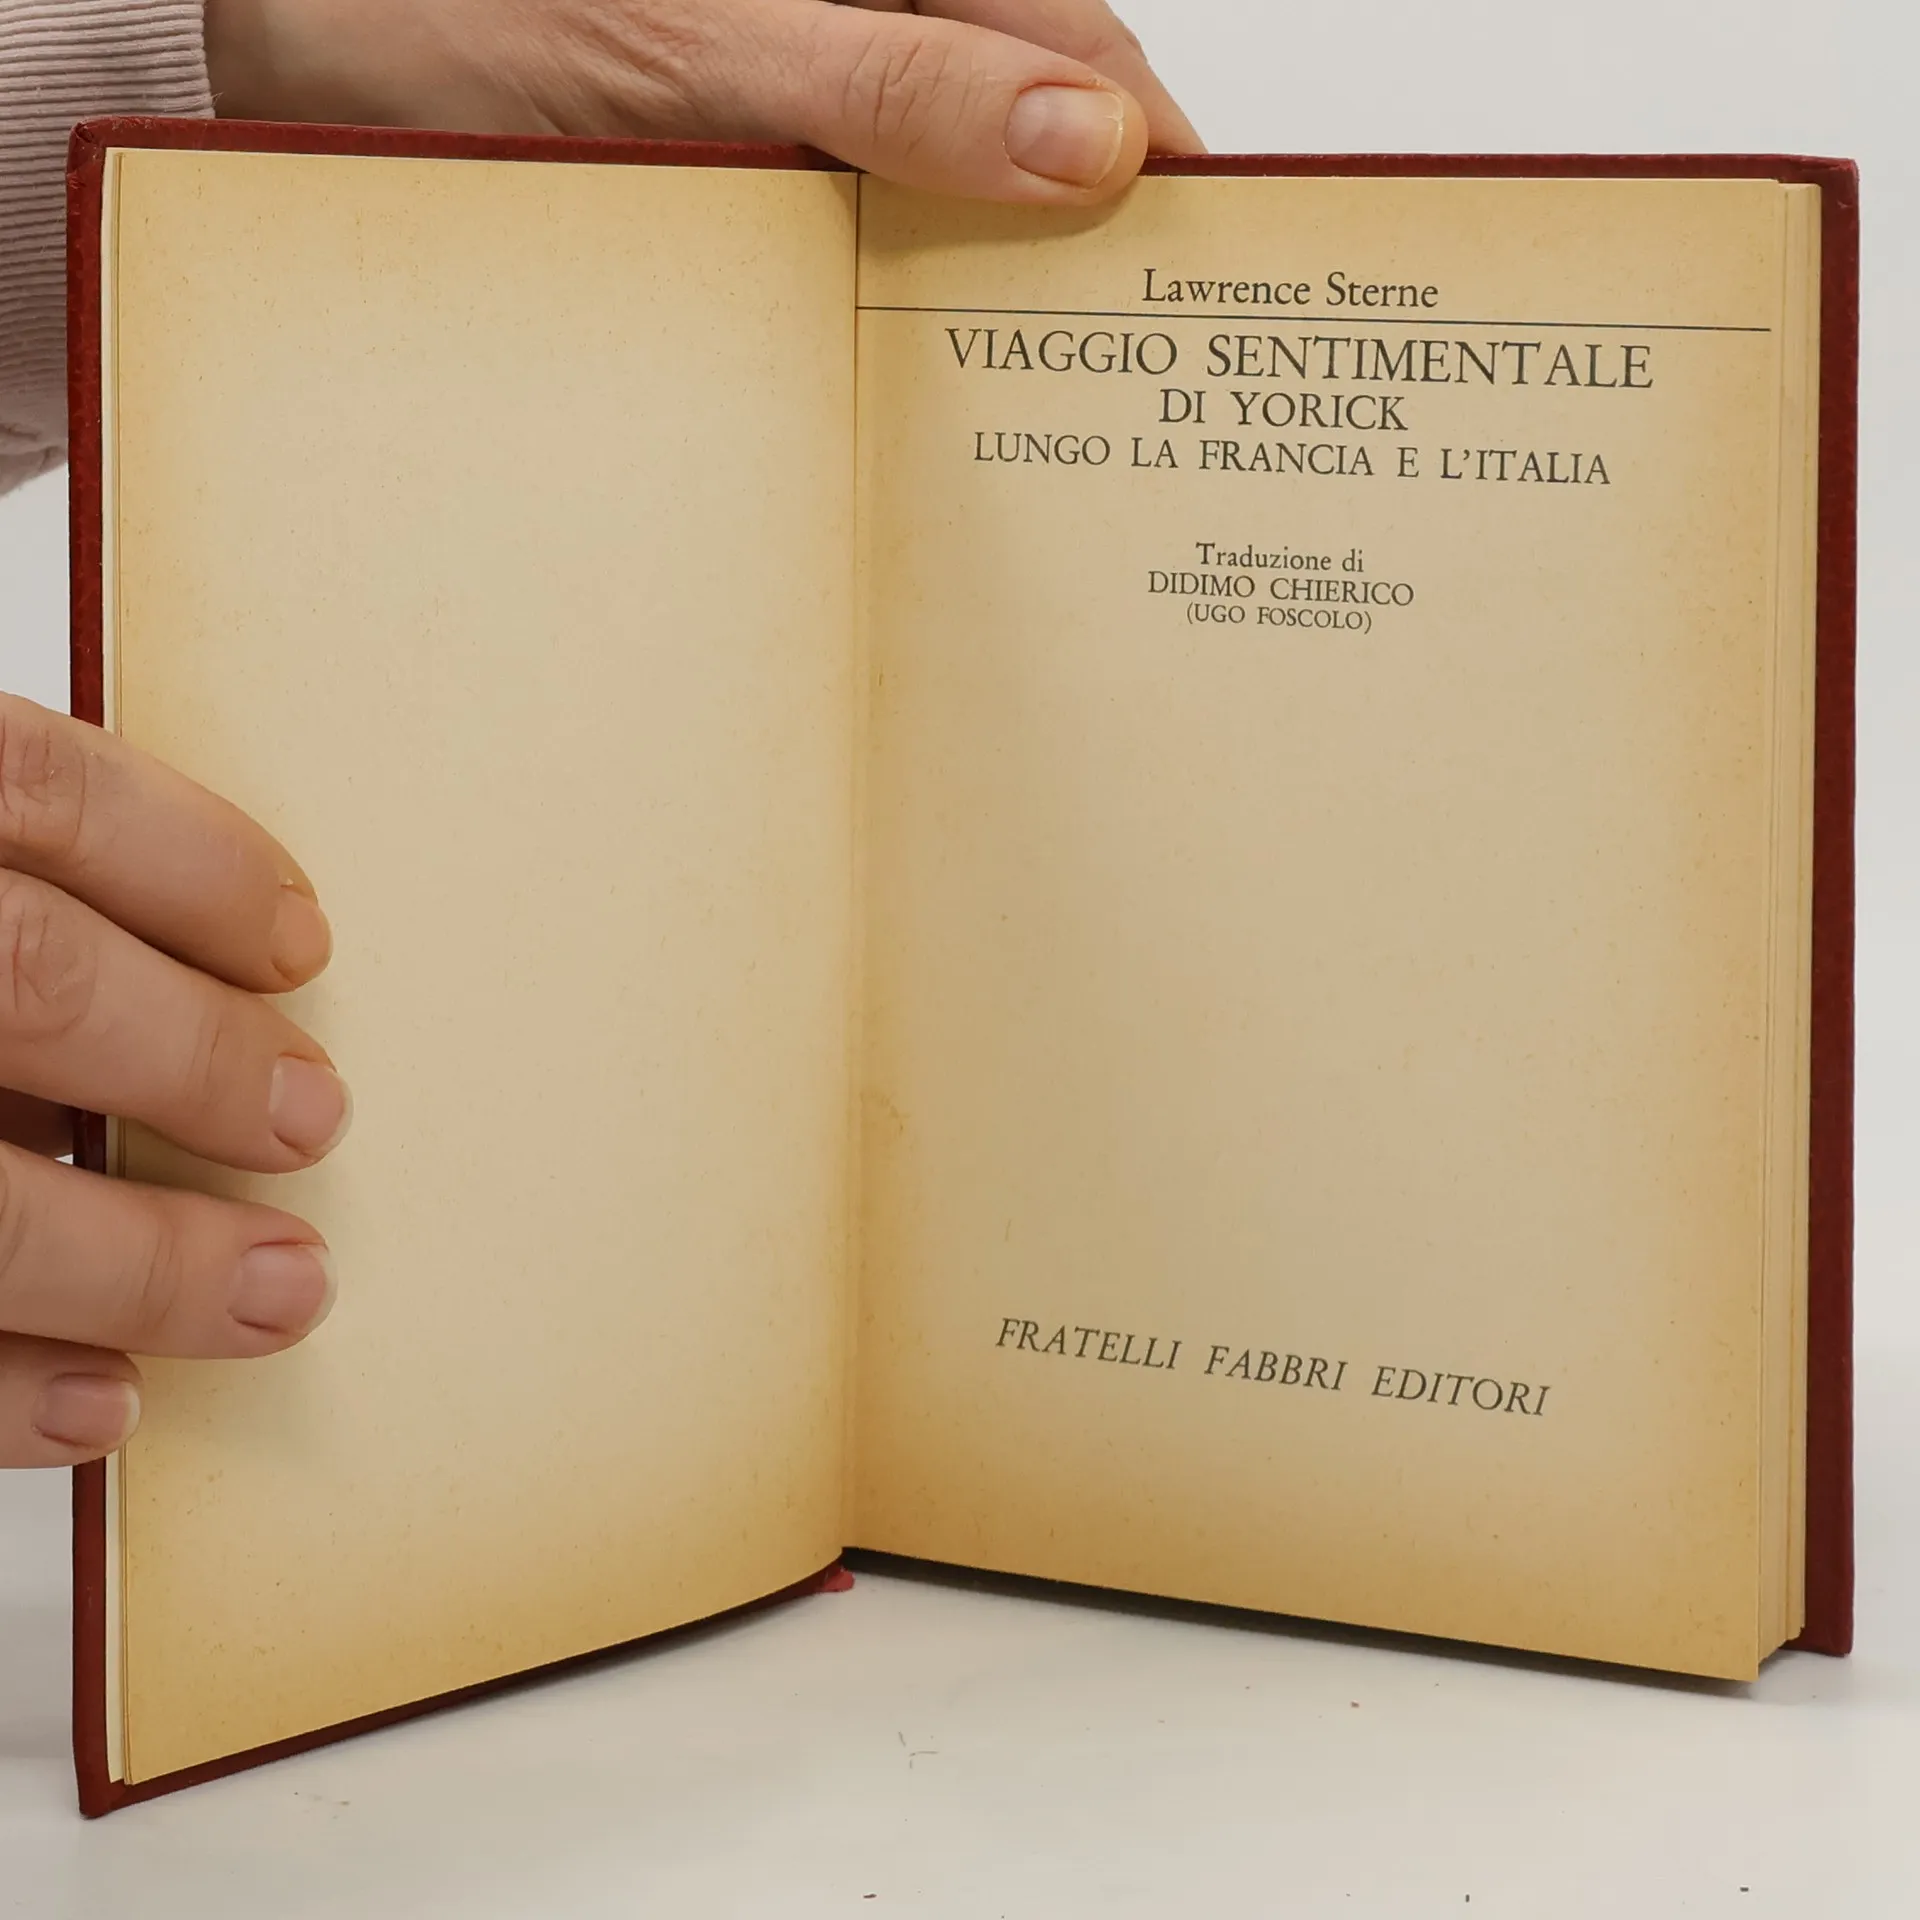 Lawrence Sterne
VIAGGIO SENTIMENTALE
DI YORICK
LUNGO LA FRANCIA E L'ITALIA
Traduzione di
DIDIMO CHIERICO
(UGO FOSCOLO)
FRATELLI FABBRI EDITORI